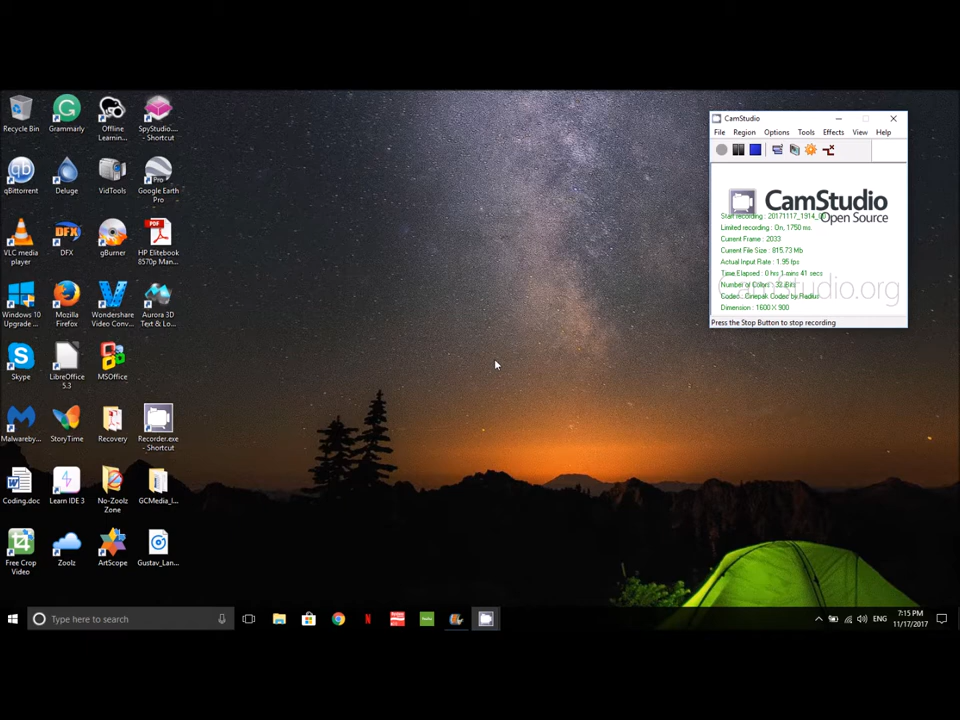 Recycle Bin
Grammarly
Offline
Learnin...
SpyStudio....
- Shortcut
qBittorrent
Deluge
VidTools
Google Earth
Pro
VLC media
player
DFX
gBurner
HP Elitebook
8570p Man...
Windows 10
Upgrade ...
Mozilla
Firefox
Wondershare
Video Conv...
Aurora 3D
Text & Lo...
Skype
LibreOffice
5.3
MSOffice
Malwareby...
StoryTime
Recovery
Recorder.exe
- Shortcut
Coding.doc
Learn IDE 3
No-Zoolz
Zone
GCMedia_I...
Free Crop
Video
Zoolz
ArtScope
Gustav_Lan...
CamStudio
File Region Options Tools Effects View Help
CamStudio
Open Source
Start recording : 20171117_1914_
Limited recording : On, 1750 ms.
Current Frame : 2033
Current File Size : 815.73 Mb
Actual Input Rate : 1.95 fps
Time Elapsed : 0 hrs 1 mins 41 secs
Number of Colors : 32 Bits
Codec : Cinepak Codec by Radius
Dimension : 1600 X 900
CamStudio.org
Press the Stop Button to stop recording
Type here to search
ENG
7:15 PM
11/17/2017